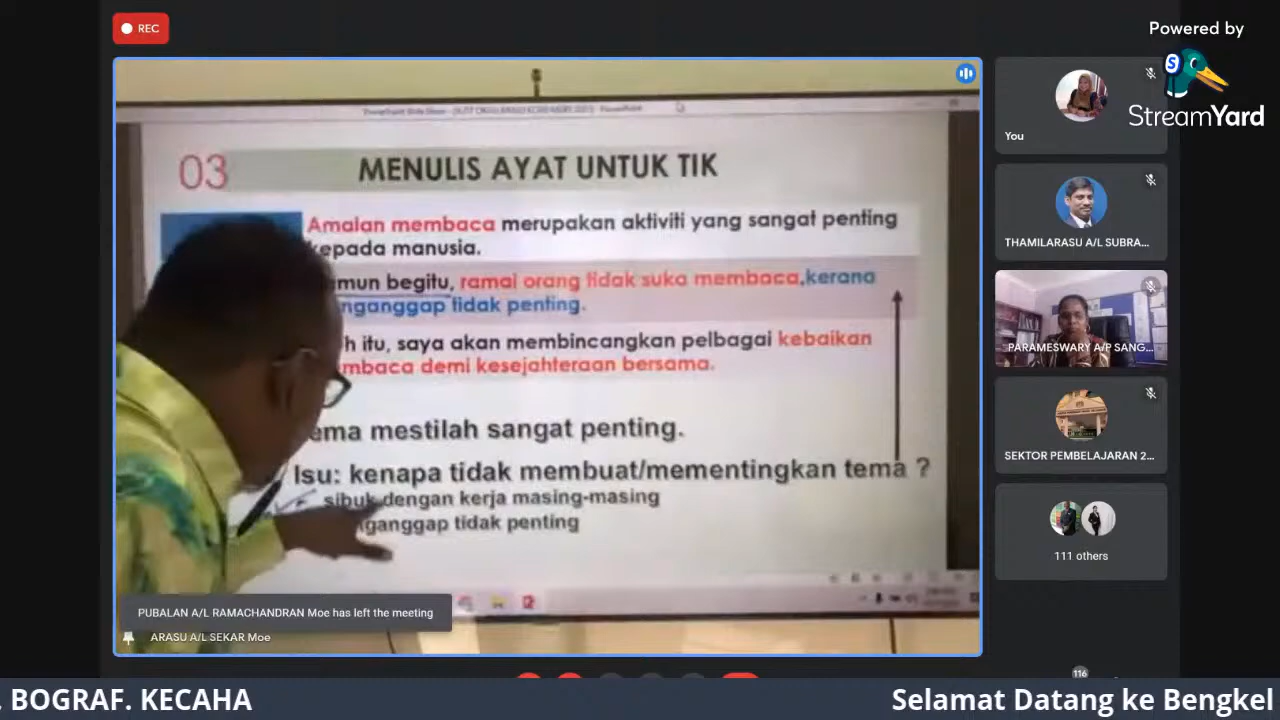 REC
Powered by
StreamYard
03
MENULIS AYAT UNTUK TIK
Amalan membaca merupakan aktiviti yang sangat penting
kepada manusia.
mun begitu, ramai orang tidak suka membaca,kerana
nganggap tidak penting.
h itu, saya akan membincangkan pelbagai kebaikan
mbaca demi kesejahteraan bersama.
ema mestilah sangat penting.
Isu: kenapa tidak membuat/mementingkan tema ?
sibuk dengan kerja masing-masing
nganggap tidak penting
PUBALAN A/L RAMACHANDRAN Moe has left the meeting
ARASU A/L SEKAR Moe
You
THAMILARASU A/L SUBRA...
PARAMESWARY A/P SANG...
SEKTOR PEMBELAJARAN 2...
111 others
116
. BOGRAF. KECAHA
Selamat Datang ke Bengkel